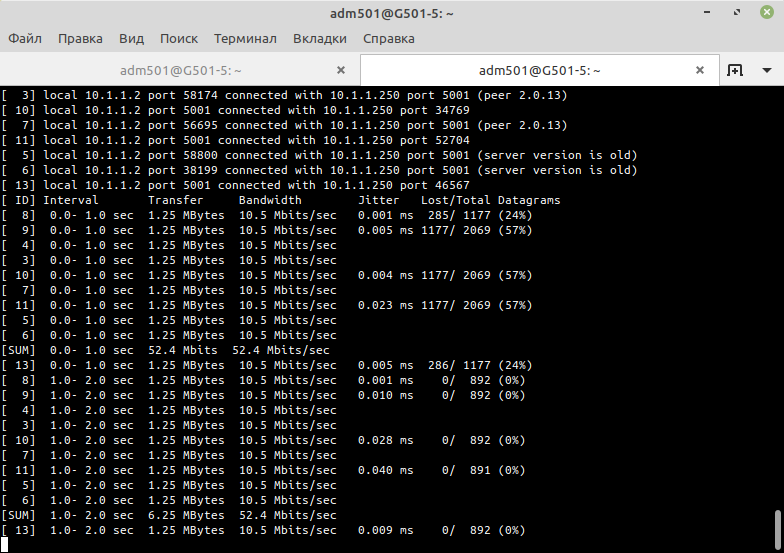 adm501@G501-5: ~
Файл Правка Вид Поиск Терминал Вкладки Справка
adm501@G501-5: ~ adm501@G501-5: ~
[  3] local 10.1.1.2 port 58174 connected with 10.1.1.250 port 5001 (peer 2.0.13)
[ 10] local 10.1.1.2 port 5001 connected with 10.1.1.250 port 34769
[  7] local 10.1.1.2 port 56695 connected with 10.1.1.250 port 5001 (peer 2.0.13)
[ 11] local 10.1.1.2 port 5001 connected with 10.1.1.250 port 52704
[  5] local 10.1.1.2 port 58800 connected with 10.1.1.250 port 5001 (server version is old)
[  6] local 10.1.1.2 port 38199 connected with 10.1.1.250 port 5001 (server version is old)
[ 13] local 10.1.1.2 port 5001 connected with 10.1.1.250 port 46567
[ ID] Interval       Transfer     Bandwidth        Jitter   Lost/Total Datagrams
[  8]  0.0- 1.0 sec  1.25 MBytes  10.5 Mbits/sec   0.001 ms  285/ 1177 (24%)
[  9]  0.0- 1.0 sec  1.25 MBytes  10.5 Mbits/sec   0.005 ms 1177/ 2069 (57%)
[  4]  0.0- 1.0 sec  1.25 MBytes  10.5 Mbits/sec
[  3]  0.0- 1.0 sec  1.25 MBytes  10.5 Mbits/sec
[ 10]  0.0- 1.0 sec  1.25 MBytes  10.5 Mbits/sec   0.004 ms 1177/ 2069 (57%)
[  7]  0.0- 1.0 sec  1.25 MBytes  10.5 Mbits/sec
[ 11]  0.0- 1.0 sec  1.25 MBytes  10.5 Mbits/sec   0.023 ms 1177/ 2069 (57%)
[  5]  0.0- 1.0 sec  1.25 MBytes  10.5 Mbits/sec
[  6]  0.0- 1.0 sec  1.25 MBytes  10.5 Mbits/sec
[SUM]  0.0- 1.0 sec  52.4 Mbits  52.4 Mbits/sec
[ 13]  0.0- 1.0 sec  1.25 MBytes  10.5 Mbits/sec   0.005 ms  286/ 1177 (24%)
[  8]  1.0- 2.0 sec  1.25 MBytes  10.5 Mbits/sec   0.001 ms    0/  892 (0%)
[  9]  1.0- 2.0 sec  1.25 MBytes  10.5 Mbits/sec   0.010 ms    0/  892 (0%)
[  4]  1.0- 2.0 sec  1.25 MBytes  10.5 Mbits/sec
[  3]  1.0- 2.0 sec  1.25 MBytes  10.5 Mbits/sec
[ 10]  1.0- 2.0 sec  1.25 MBytes  10.5 Mbits/sec   0.028 ms    0/  892 (0%)
[  7]  1.0- 2.0 sec  1.25 MBytes  10.5 Mbits/sec
[ 11]  1.0- 2.0 sec  1.25 MBytes  10.5 Mbits/sec   0.040 ms    0/  891 (0%)
[  5]  1.0- 2.0 sec  1.25 MBytes  10.5 Mbits/sec
[  6]  1.0- 2.0 sec  1.25 MBytes  10.5 Mbits/sec
[SUM]  1.0- 2.0 sec  6.25 MBytes  52.4 Mbits/sec
[ 13]  1.0- 2.0 sec  1.25 MBytes  10.5 Mbits/sec   0.009 ms    0/  892 (0%)